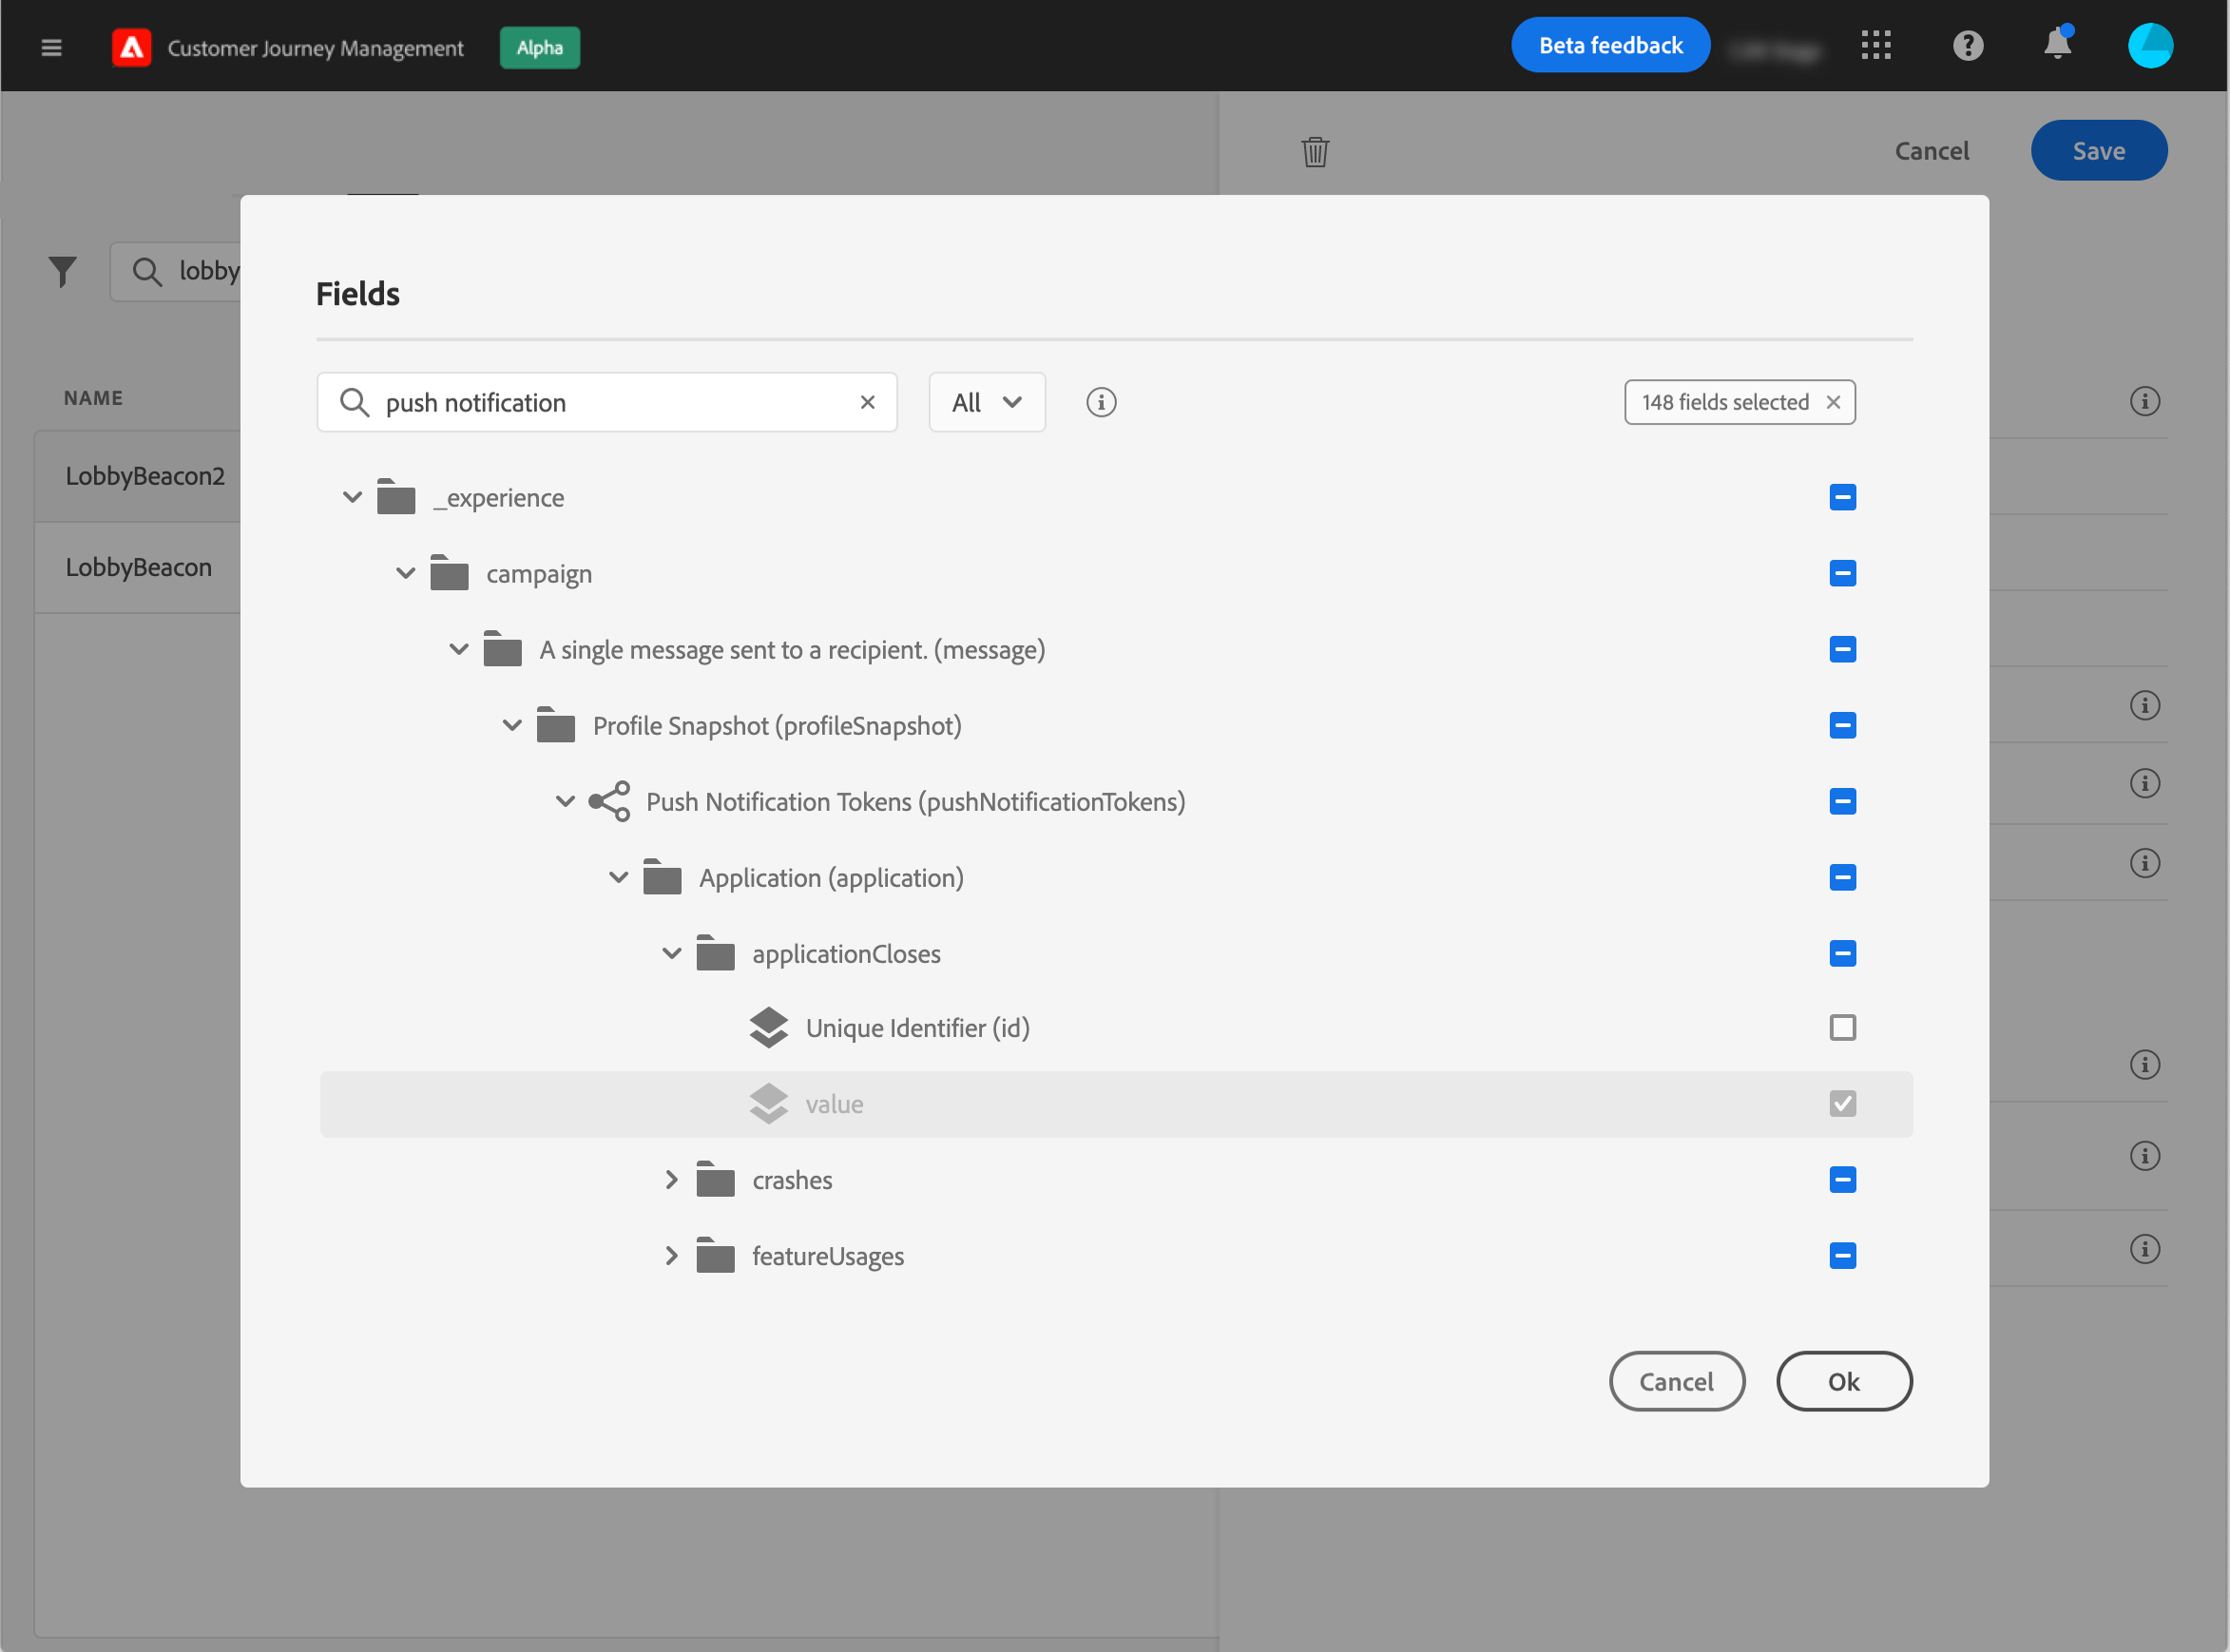 Customer Journey Management
Alpha
Beta feedback
Cancel
Save
lobby
NAME
LobbyBeacon2
LobbyBeacon
Fields
push notification
All
148 fields selected
_experience
campaign
A single message sent to a recipient. (message)
Profile Snapshot (profileSnapshot)
Push Notification Tokens (pushNotificationTokens)
Application (application)
applicationCloses
Unique Identifier (id)
value
crashes
featureUsages
Cancel
Ok